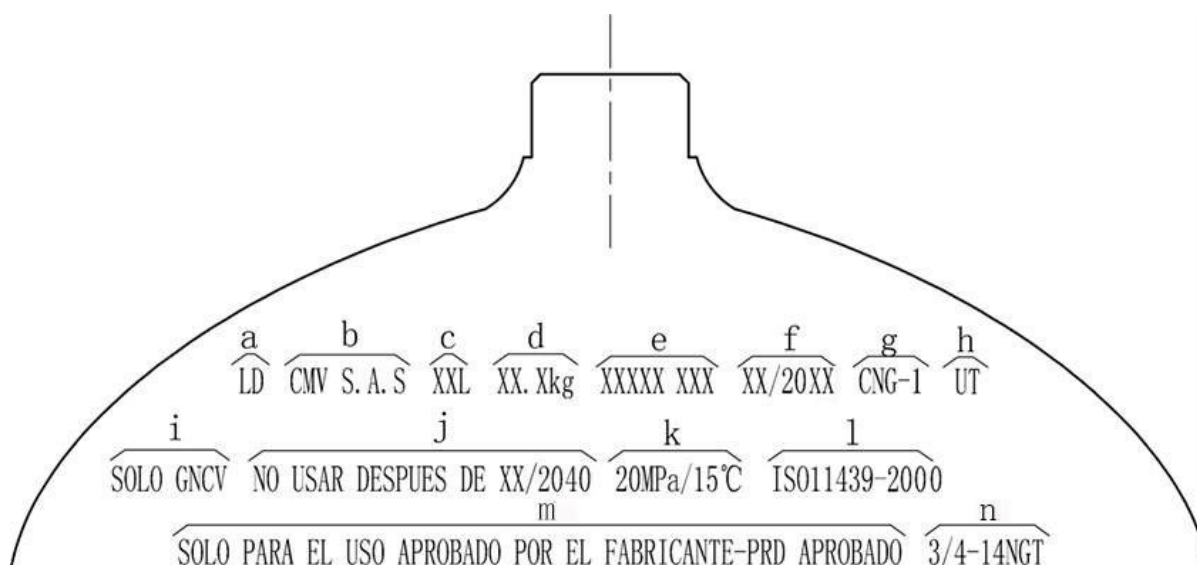 a b c d e f g h
LD CMV S.A.S XXL XX.Xkg XXXXX XXX XX/20XX CNG-1 UT
i j k l
SOLO GNCV NO USAR DESPUES DE XX/2040 20MPa/15℃ ISO11439-2000
m n
SOLO PARA EL USO APROBADO POR EL FABRICANTE-PRD APROBADO 3/4-14NGT